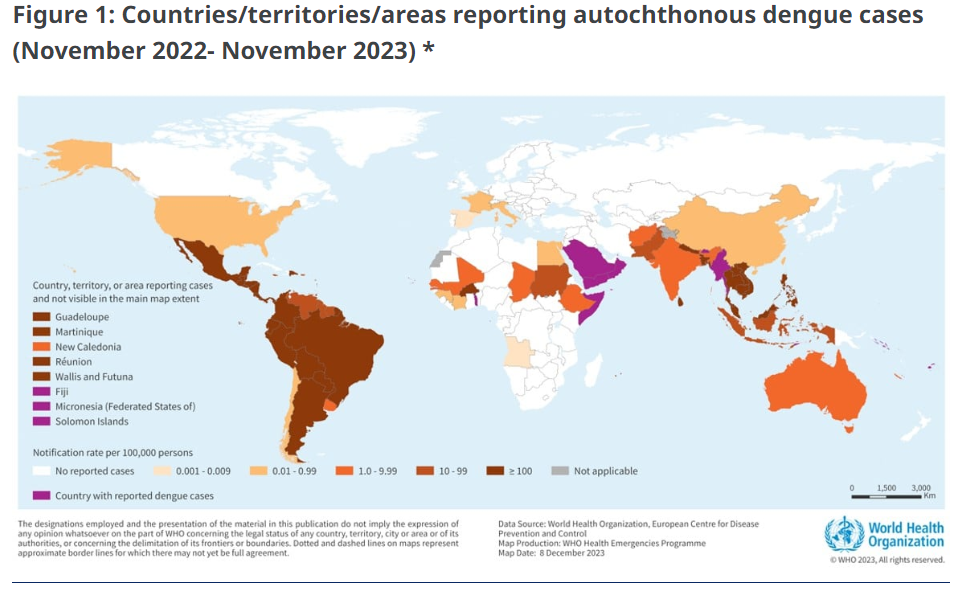 Figure 1: Countries/territories/areas reporting autochthonous dengue cases
(November 2022- November 2023) *
Country, territory, or area reporting cases
and not visible in the main map extent
Guadeloupe
Martinique
New Caledonia
Réunion
Wallis and Futuna
Fiji
Micronesia (Federated States of)
Solomon Islands
Notification rate per 100,000 persons
No reported cases
0.001 - 0.009
0.01 - 0.99
1.0 - 9.99
10 - 99
≥ 100
Not applicable
Country with reported dengue cases
0 1,500 3,000
Km
The designations employed and the presentation of the material in this publication do not imply the expression of
any opinion whatsoever on the part of WHO concerning the legal status of any country, territory, city or area or of its
authorities, or concerning the delimitation of its frontiers or boundaries. Dotted and dashed lines on maps represent
approximate border lines for which there may not yet be full agreement.
Data Source: World Health Organization, European Centre for Disease
Prevention and Control
Map Production: WHO Health Emergencies Programme
Map Date: 8 December 2023
World Health
Organization
© WHO 2023, All rights reserved.